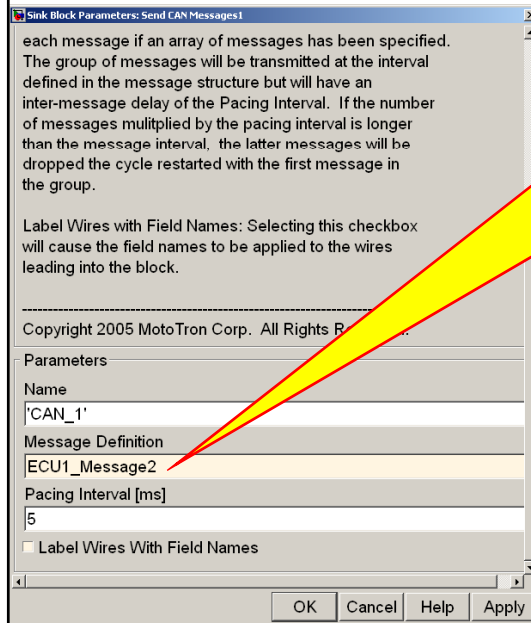 Sink Block Parameters: Send CAN Messages1
each message if an array of messages has been specified.
The group of messages will be transmitted at the interval
defined in the message structure but will have an
inter-message delay of the Pacing Interval. If the number
of messages mulitplied by the pacing interval is longer
than the message interval, the latter messages will be
dropped the cycle restarted with the first message in
the group.
Label Wires with Field Names: Selecting this checkbox
will cause the field names to be applied to the wires
leading into the block.
Copyright 2005 MotoTron Corp. All Rights
Parameters
Name
'CAN_1'
Message Definition
ECU1_Message2
Pacing Interval [ms]
5
Label Wires With Field Names
OK Cancel Help Apply